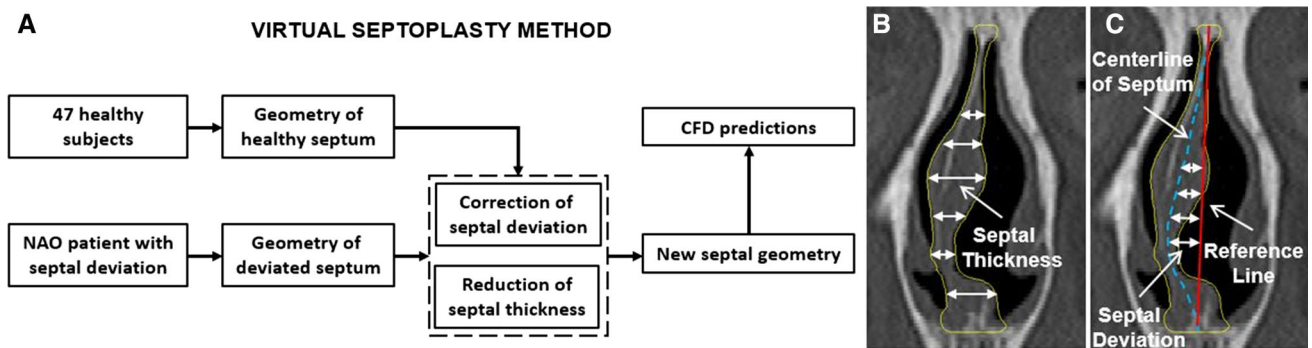 A
VIRTUAL SEPTOPLASTY METHOD
47 healthy
subjects
Geometry of
healthy septum
CFD predictions
NAO patient with
septal deviation
Geometry of
deviated septum
Correction of
septal deviation
Reduction of
septal thickness
New septal geometry
B
Septal
Thickness
C
Centerline
of Septum
Reference
Line
Septal
Deviation